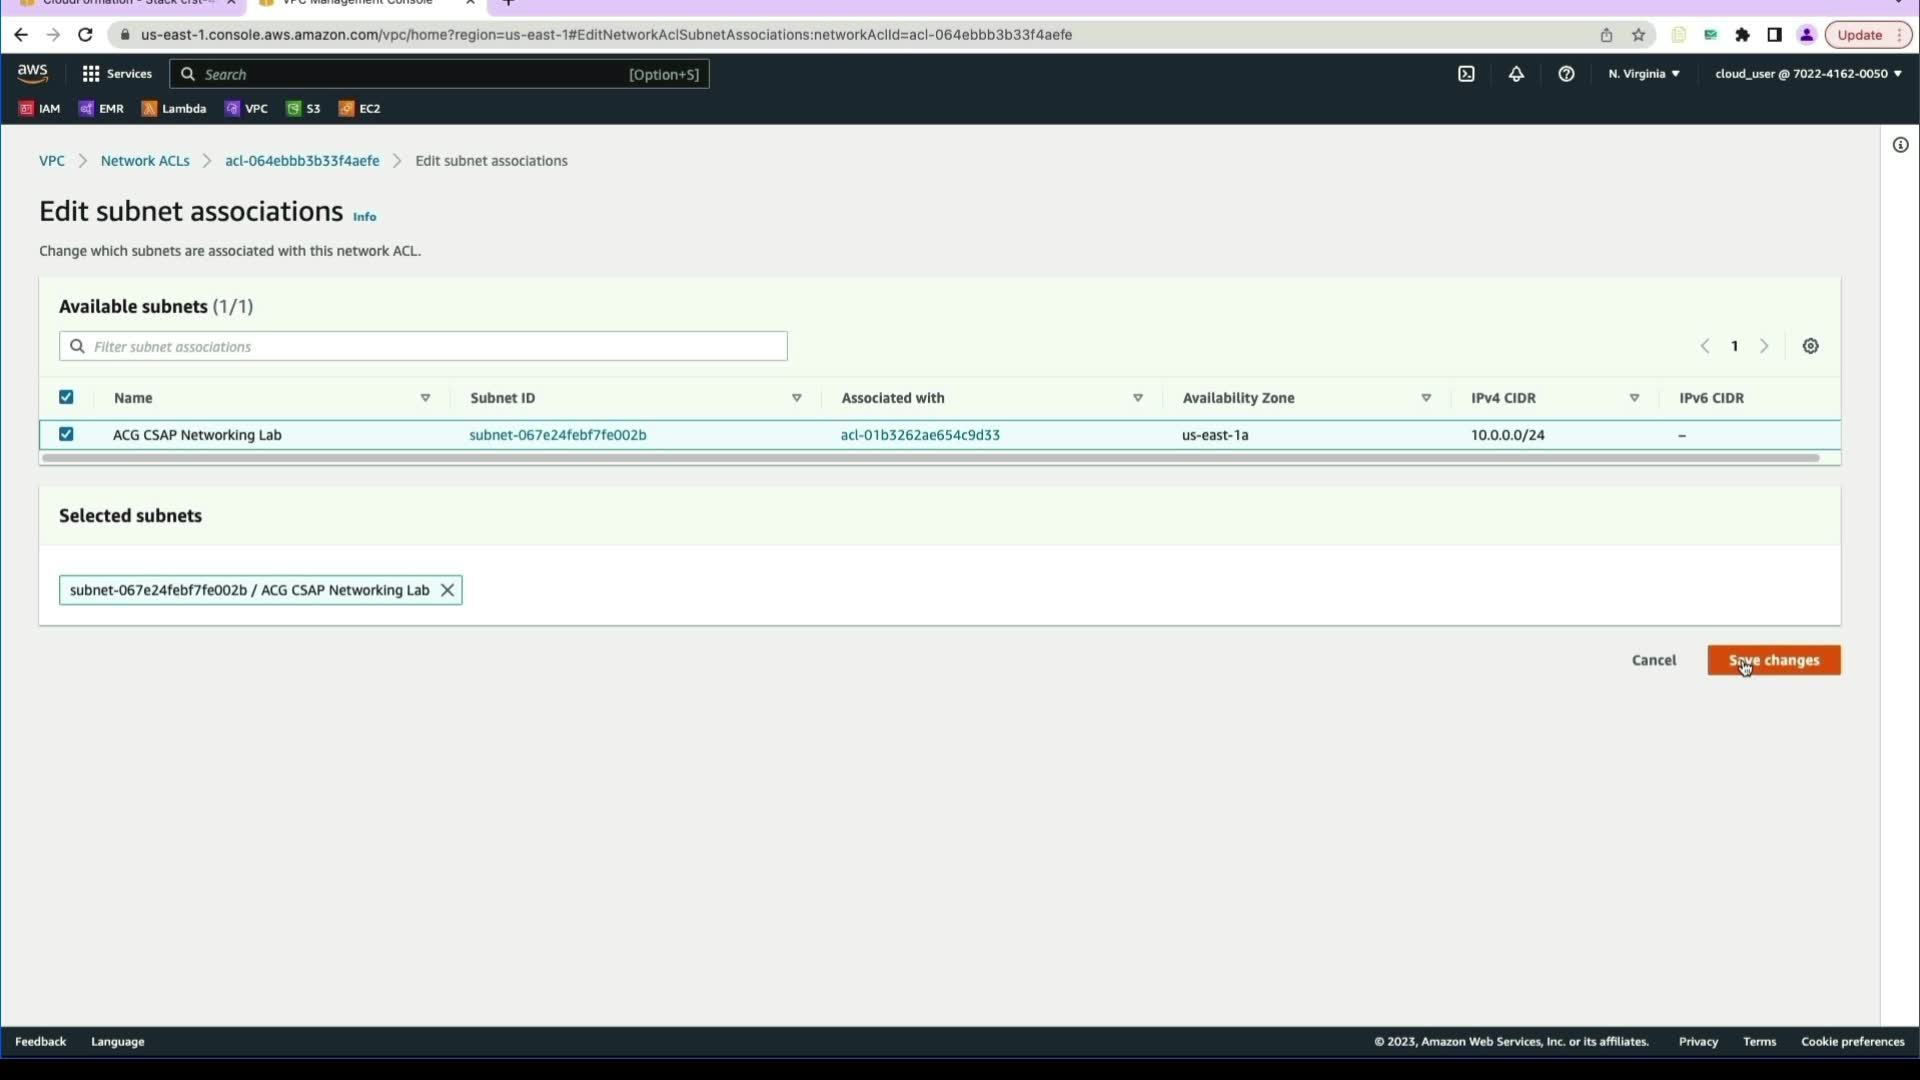 CloudFormation - Stack crst-
VPC Management Console
us-east-1.console.aws.amazon.com/vpc/home?region=us-east-1#EditNetworkAclSubnetAssociations:networkAclId=acl-064ebbb3b33f4aefe
Update
aws
Services
Search
[Option+S]
N. Virginia
cloud_user @ 7022-4162-0050
IAM EMR Lambda VPC S3 EC2
VPC Network ACLs acl-064ebbb3b33f4aefe Edit subnet associations
Edit subnet associations Info
Change which subnets are associated with this network ACL.
Available subnets (1/1)
Filter subnet associations
1
Name Subnet ID Associated with Availability Zone IPv4 CIDR IPv6 CIDR
ACG CSAP Networking Lab subnet-067e24febf7fe002b acl-01b3262ae654c9d33 us-east-1a 10.0.0.0/24 –
Selected subnets
subnet-067e24febf7fe002b / ACG CSAP Networking Lab
Cancel Save changes
Feedback Language © 2023, Amazon Web Services, Inc. or its affiliates. Privacy Terms Cookie preferences